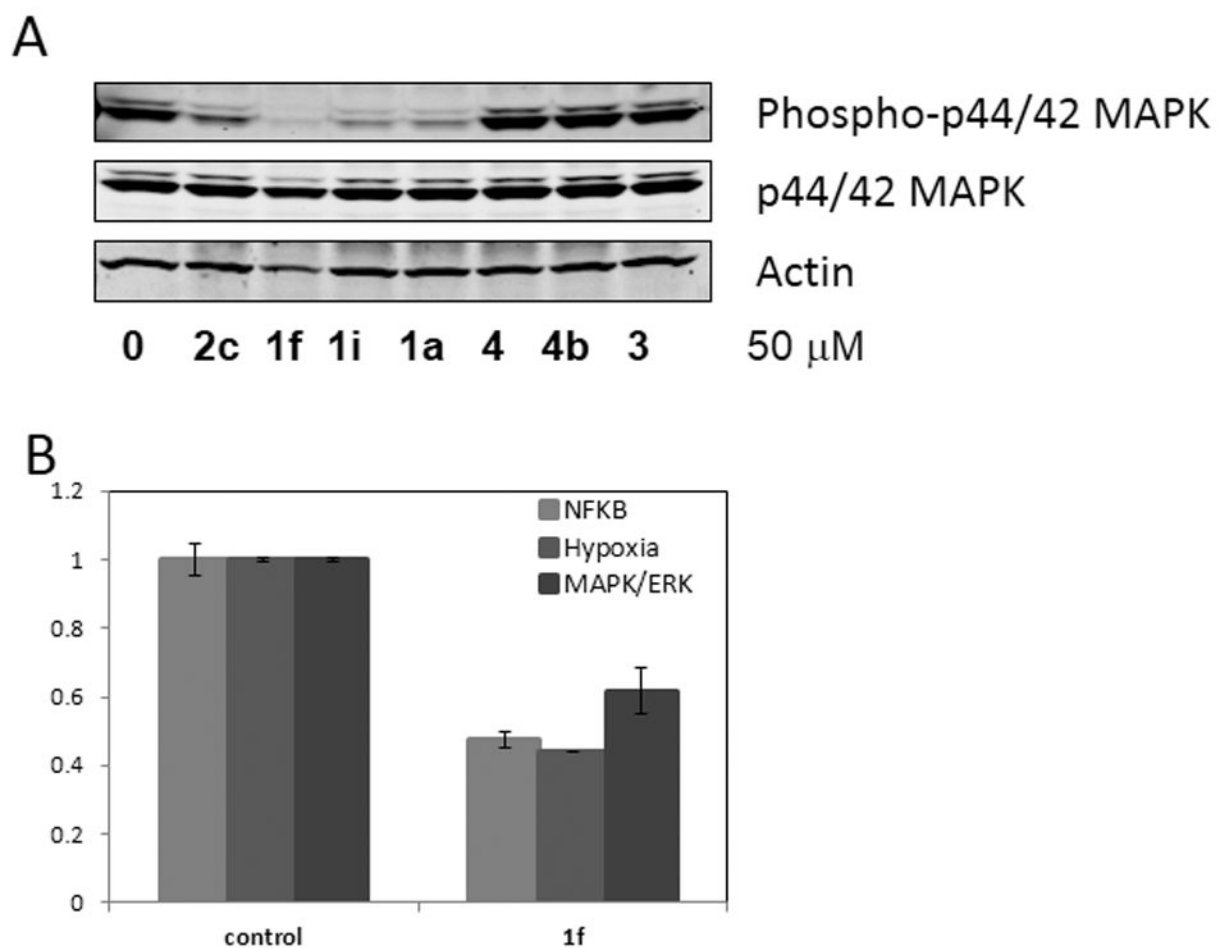 A
Phospho-p44/42 MAPK
p44/42 MAPK
Actin
0 2c 1f 1i 1a 4 4b 3 50 μM
B
1.2
1
0.8
0.6
0.4
0.2
0
NFKB
Hypoxia
MAPK/ERK
control 1f